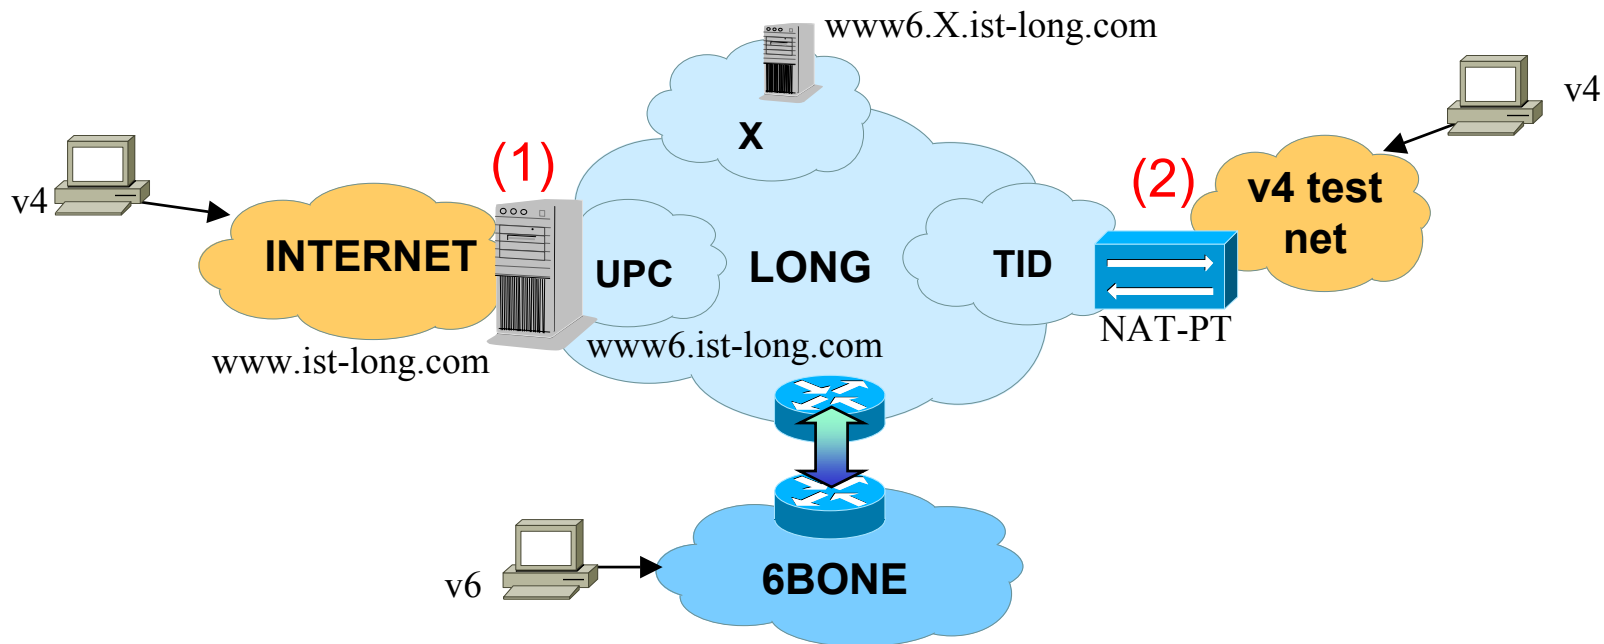 www6.X.ist-long.com
v4
X
(1)
(2)
v4 test
net
v4
INTERNET
UPC
LONG
TID
NAT-PT
www.ist-long.com
www6.ist-long.com
6BONE
v6